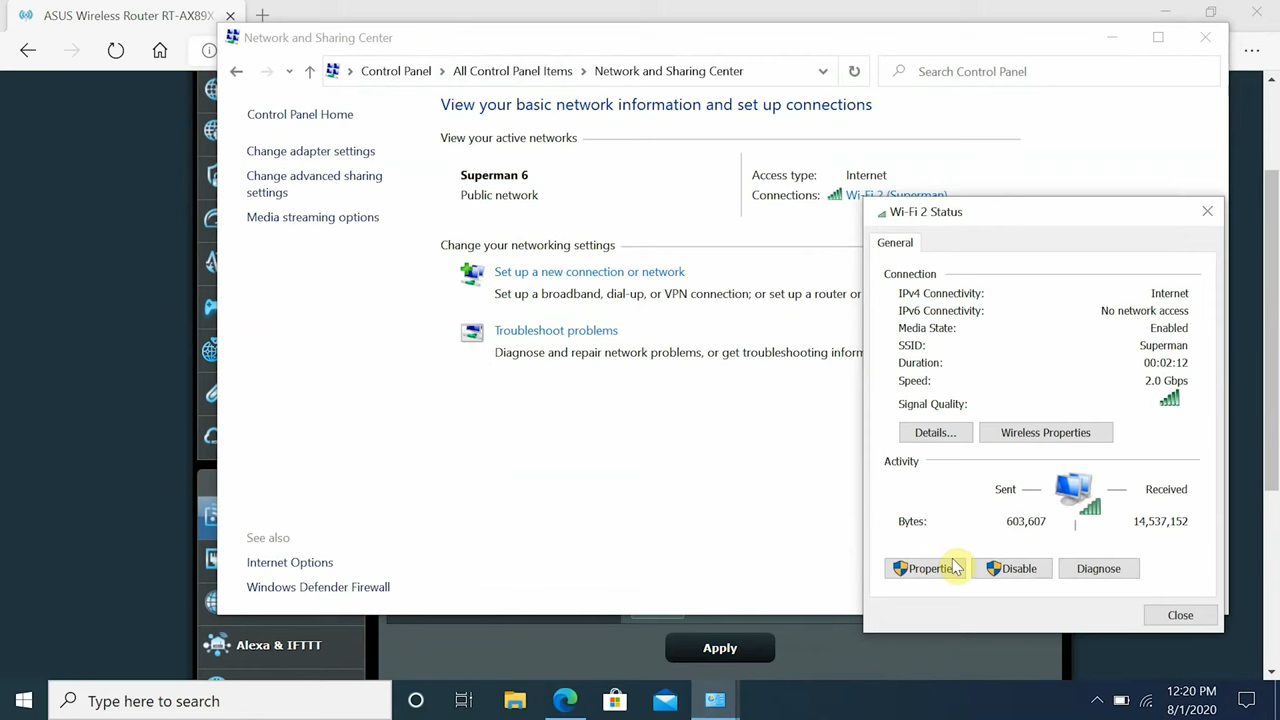 ASUS Wireless Router RT-AX89X
Network and Sharing Center
Control Panel
All Control Panel Items
Network and Sharing Center
Search Control Panel
Control Panel Home
Change adapter settings
Change advanced sharing
settings
Media streaming options
View your basic network information and set up connections
View your active networks
Superman 6
Public network
Access type: Internet
Connections: Wi-Fi 2 (Superman)
Change your networking settings
Set up a new connection or network
Set up a broadband, dial-up, or VPN connection; or set up a router or
Troubleshoot problems
Diagnose and repair network problems, or get troubleshooting
See also
Internet Options
Windows Defender Firewall
Wi-Fi 2 Status
General
Connection
IPv4 Connectivity: Internet
IPv6 Connectivity: No network access
Media State: Enabled
SSID: Superman
Duration: 00:02:12
Speed: 2.0 Gbps
Signal Quality:
Details... Wireless Properties
Activity
Sent Received
Bytes: 603,607 14,537,152
Properties Disable Diagnose
Close
Alexa & IFTTT
Apply
Type here to search
12:20 PM
8/1/2020